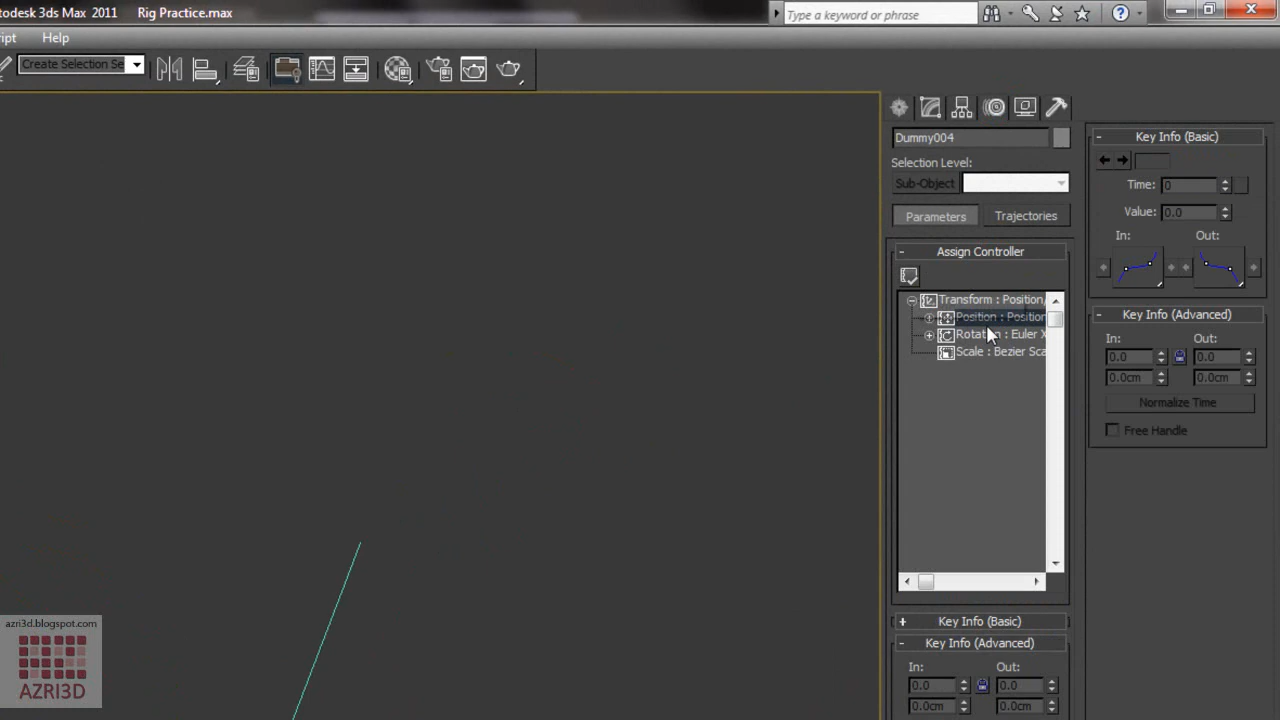 utodesk 3ds Max 2011 Rig Practice.max
Type a keyword or phrase
ript Help
Create Selection Se
Dummy004
Selection Level:
Sub-Object
Parameters Trajectories
Assign Controller
Transform : Position/
Position : Position
Rotation : Euler X
Scale : Bezier Sca
Key Info (Basic)
Key Info (Advanced)
In: Out:
0.0 0.0
0.0cm 0.0cm
Key Info (Basic)
Time: 0
Value: 0.0
In: Out:
Key Info (Advanced)
In: Out:
0.0 0.0
0.0cm 0.0cm
Normalize Time
Free Handle
azri3d.blogspot.com
AZRI3D